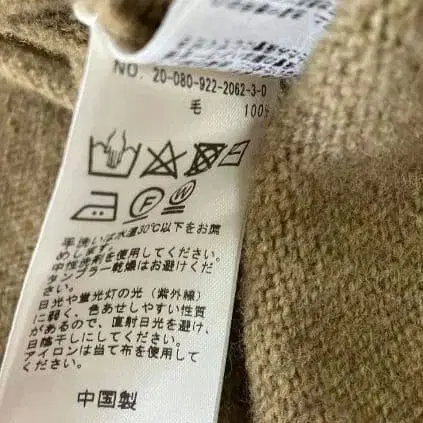 NO. 20-080-922-2062-3-0
毛 100%
F
W
手洗いは水温30℃以下をお薦
めします。
中性洗剤を使用してください。
タンブラー乾燥はお避けくだ
さい。
日光や蛍光灯の光（紫外線）
に弱く、色あせしやすい性質
があるので、直射日光を避け、
日陰干しにしてください。
アイロンは当て布を使用して
ください。
中国製